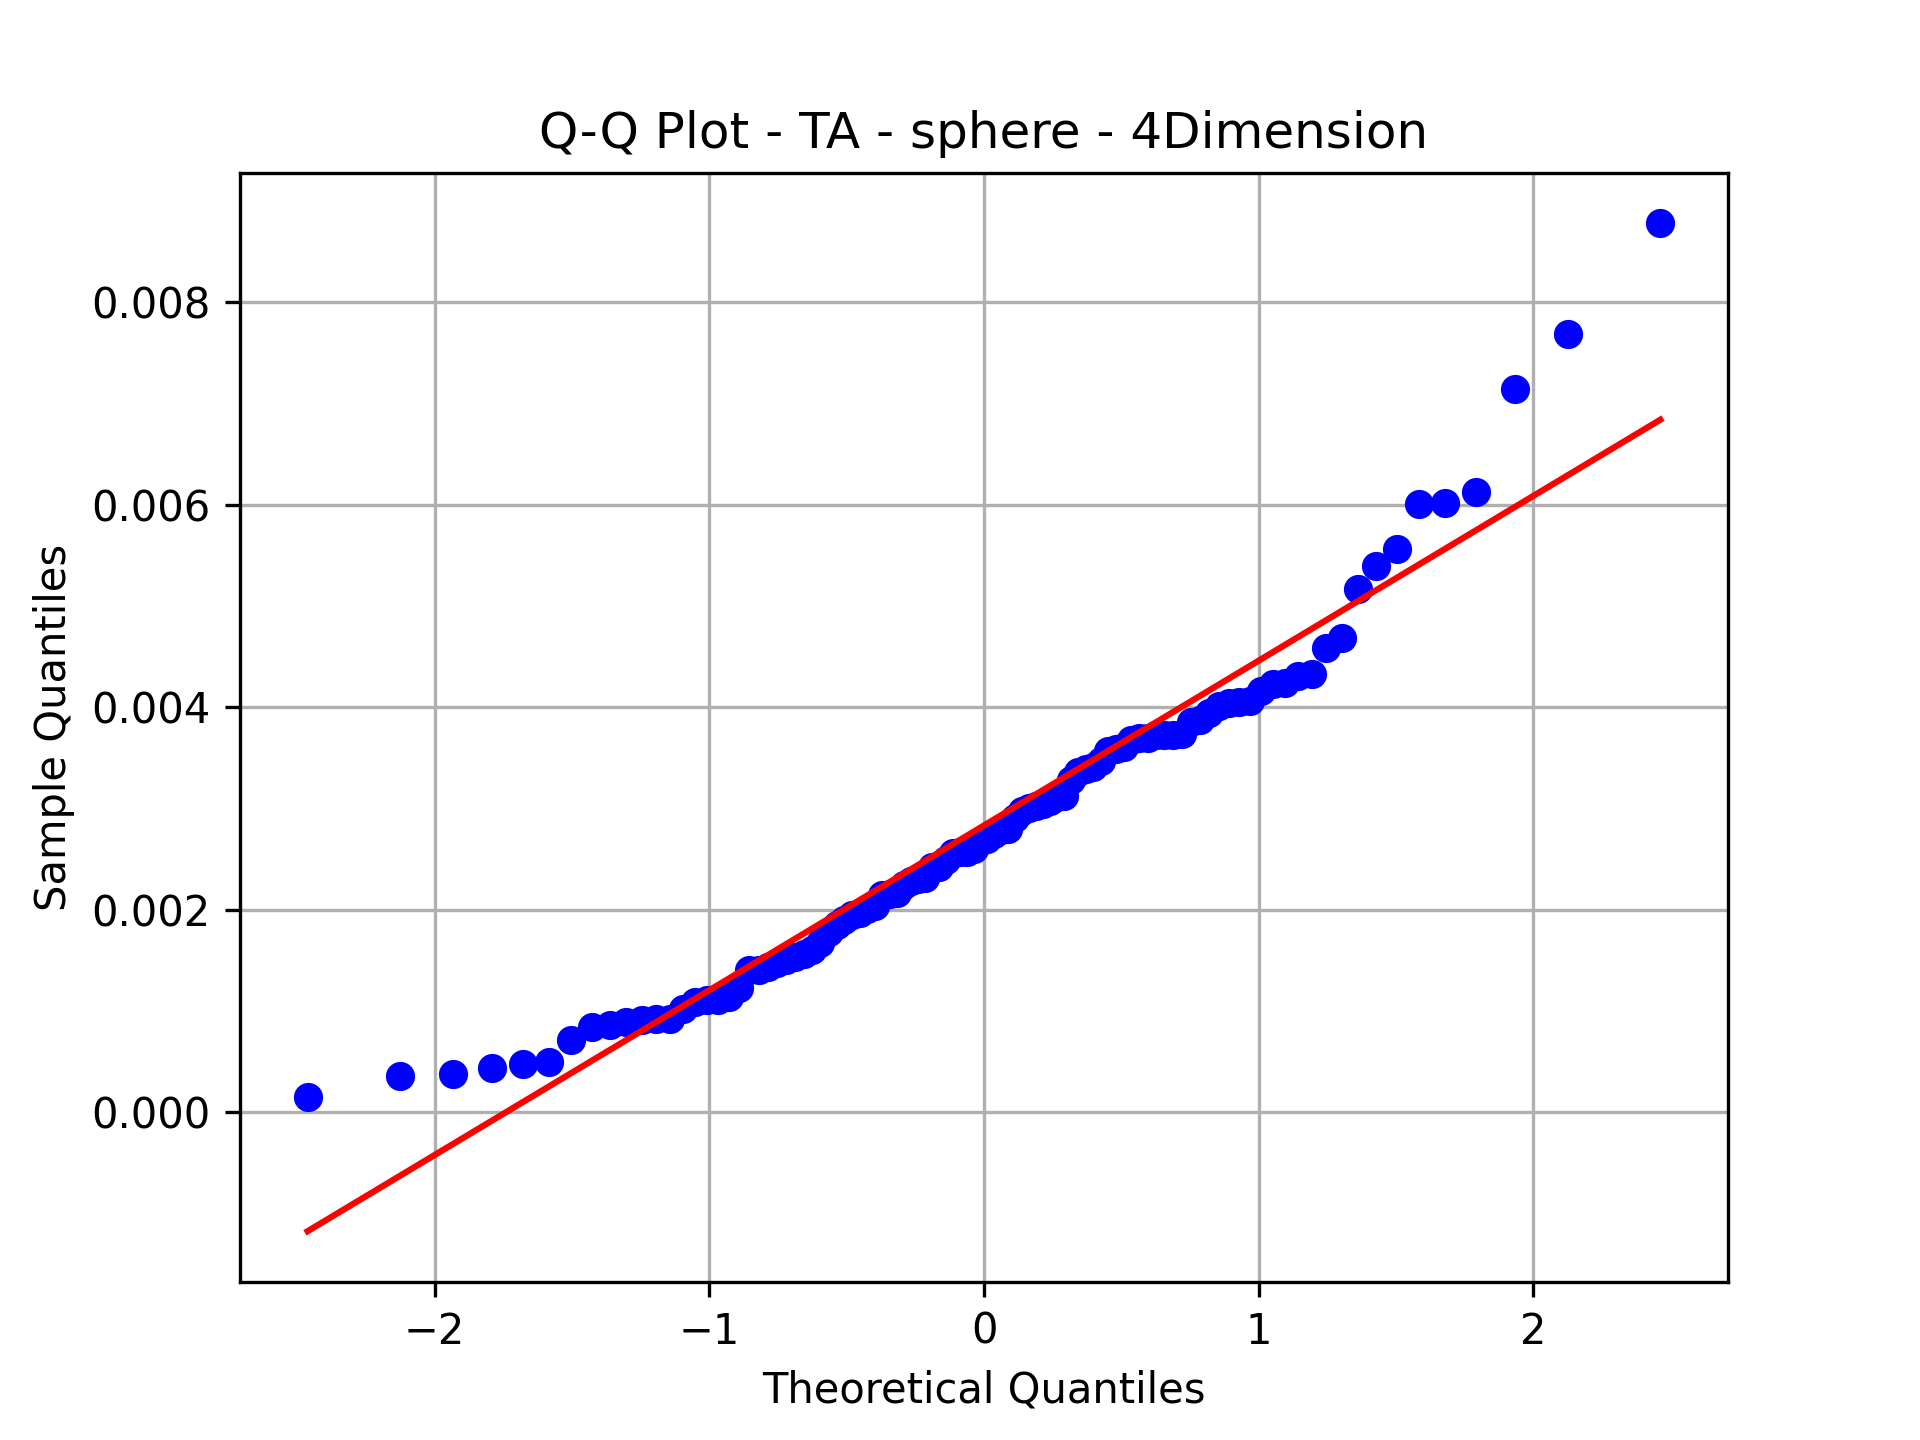 Q-Q Plot - TA - sphere - 4Dimension
0.008
0.006
0.004
0.002
0.000
Sample Quantiles
−2 −1 0 1 2
Theoretical Quantiles